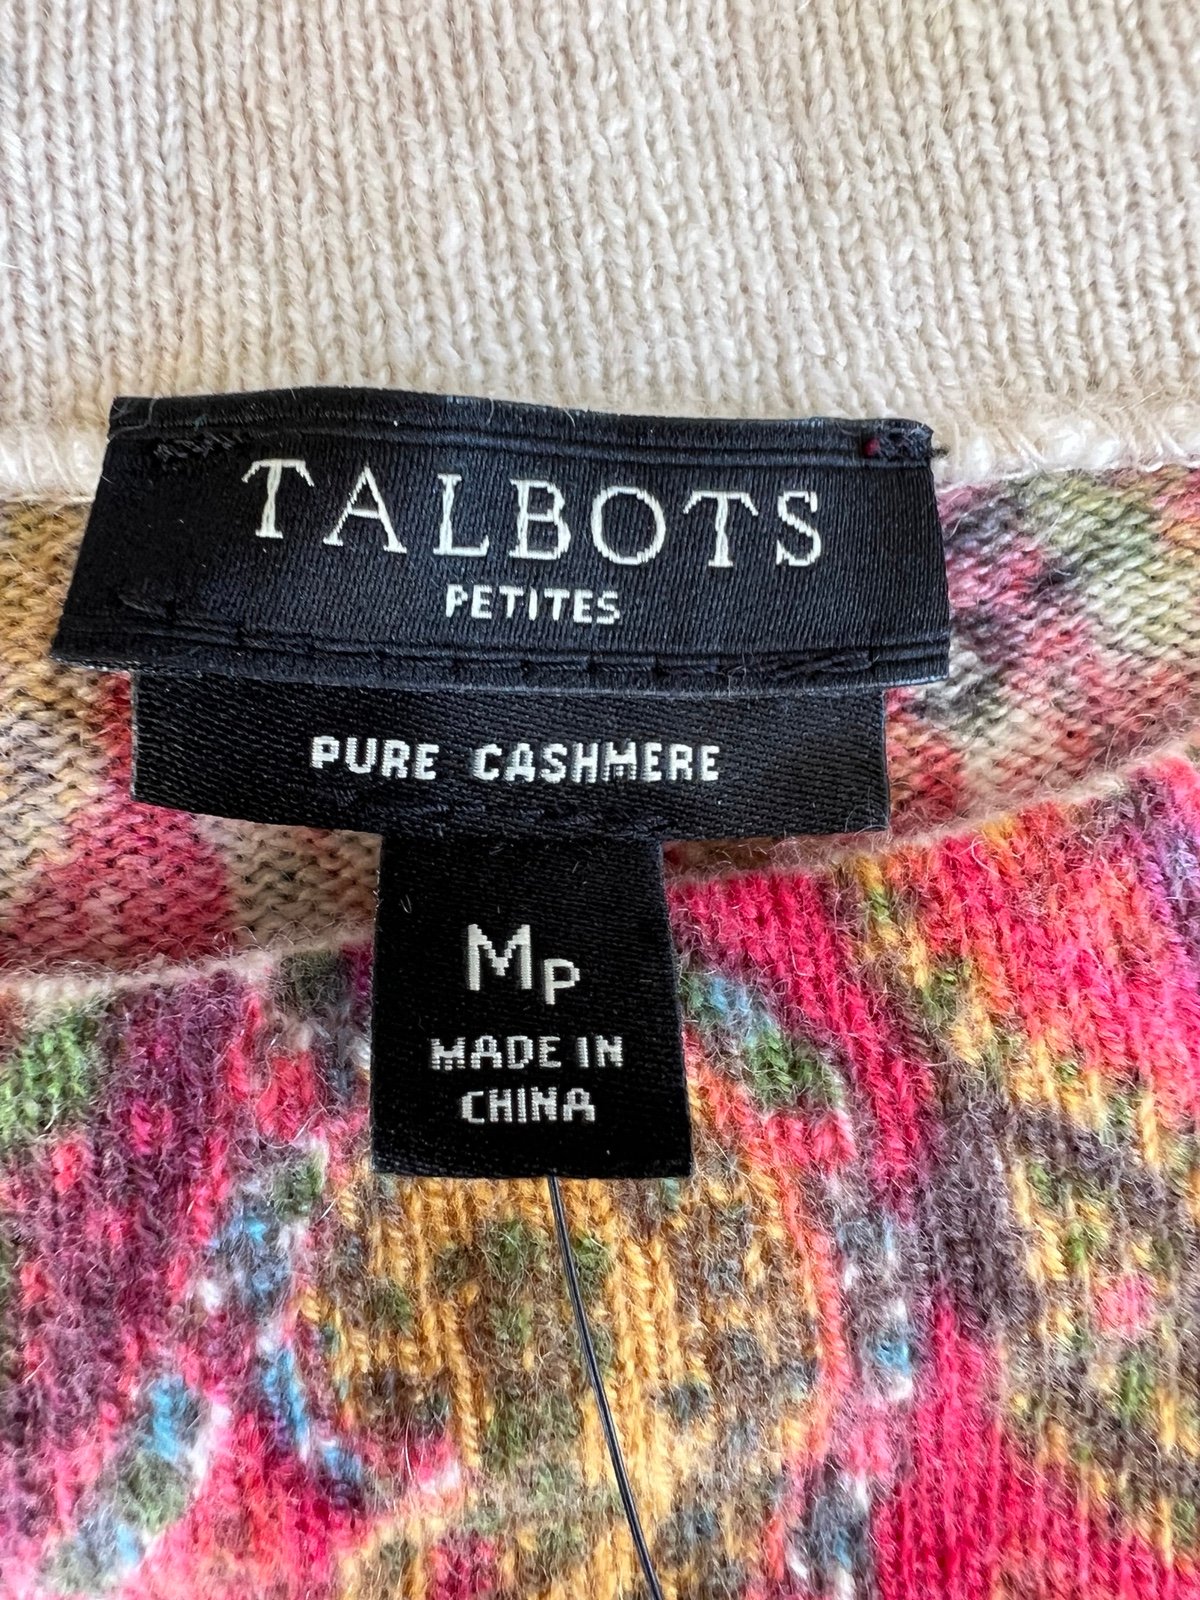 TALBOTS
PETITES
PURE CASHMERE
MP
MADE IN
CHINA